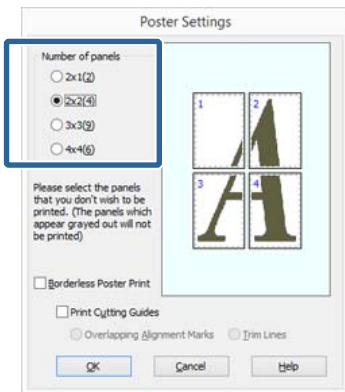 Poster Settings
Number of panels
2x1(2)
2x2(4)
3x3(9)
4x4(6)
1
2
3
4
Please select the panels
that you don't wish to be
printed. (The panels which
appear grayed out will not
be printed)
Borderless Poster Print
Print Cutting Guides
Overlapping Alignment Marks
Trim Lines
OK
Cancel
Help